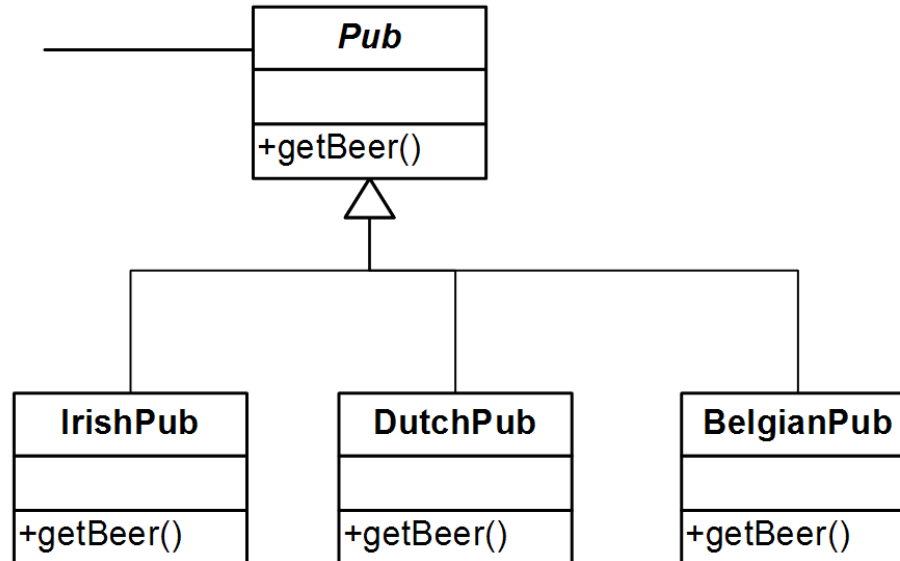 Pub
+getBeer()
IrishPub
DutchPub
BelgianPub
+getBeer()
+getBeer()
+getBeer()